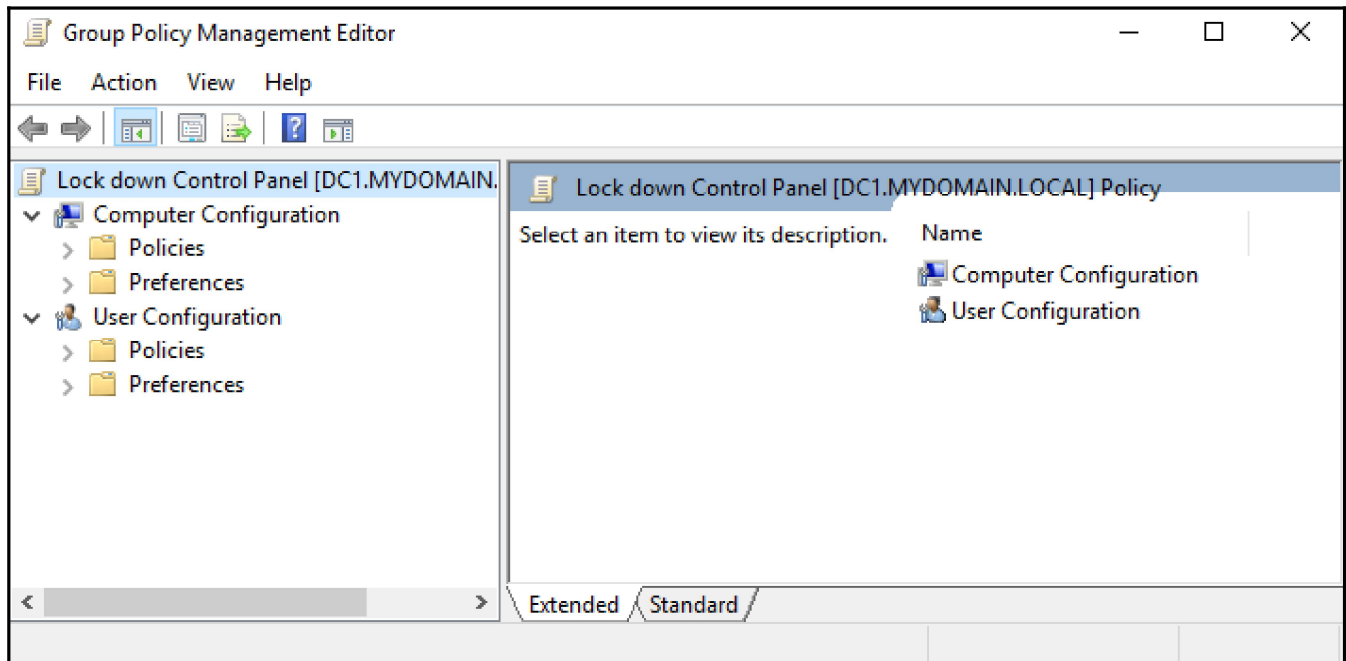 Group Policy Management Editor
File Action View Help
Lock down Control Panel [DC1.MYDOMAIN.
Computer Configuration
Policies
Preferences
User Configuration
Policies
Preferences
Lock down Control Panel [DC1.MYDOMAIN.LOCAL] Policy
Select an item to view its description.
Name
Computer Configuration
User Configuration
Extended Standard